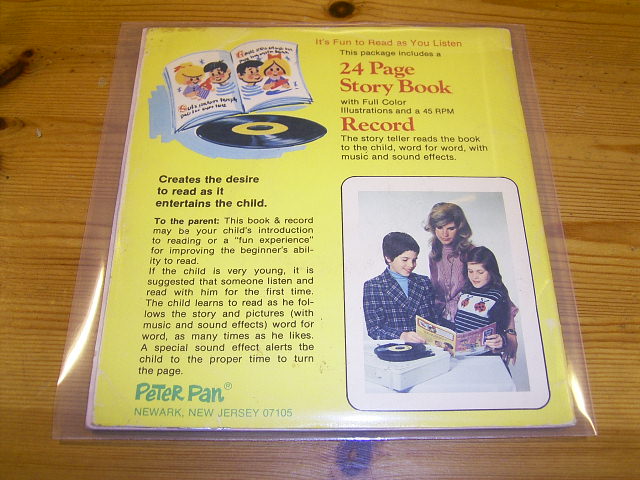 It's Fun to Read as You Listen
This package includes a
24 Page
Story Book
with Full Color
Illustrations and a 45 RPM
Record
The story teller reads the book
to the child, word for word, with
music and sound effects.
Creates the desire
to read as it
entertains the child.
To the parent: This book & record
may be your child's introduction
to reading or a "fun experience"
for improving the beginner's abil-
ity to read.
If the child is very young, it is
suggested that someone listen and
read with him for the first time.
The child learns to read as he fol-
lows the story and pictures (with
music and sound effects) word for
word, as many times as he likes.
A special sound effect alerts the
child to the proper time to turn
the page.
Peter Pan®
NEWARK, NEW JERSEY 07105